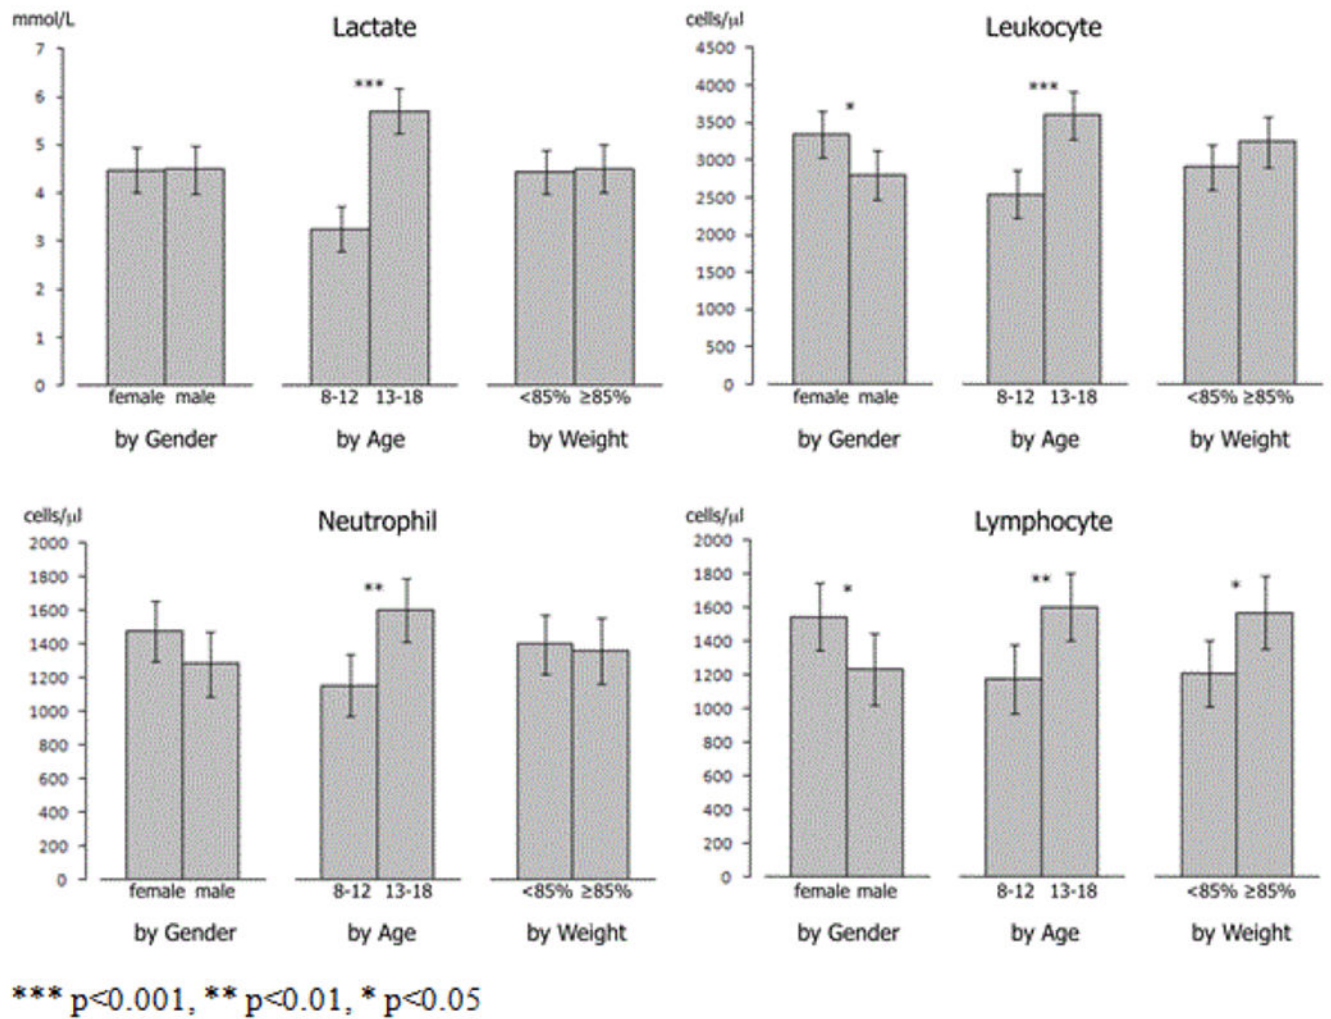 mmol/L
Lactate
7
6
5
4
3
2
1
0
***
female male
8-12 13-18
<85% ≥85%
by Gender
by Age
by Weight
cells/µl
Leukocyte
4500
4000
3500
3000
2500
2000
1500
1000
500
0
*
***
female male
8-12 13-18
<85% ≥85%
by Gender
by Age
by Weight
cells/µl
Neutrophil
2000
1800
1600
1400
1200
1000
800
600
400
200
0
**
female male
8-12 13-18
<85% ≥85%
by Gender
by Age
by Weight
cells/µl
Lymphocyte
2000
1800
1600
1400
1200
1000
800
600
400
200
0
*
**
*
female male
8-12 13-18
<85% ≥85%
by Gender
by Age
by Weight
*** p<0.001, ** p<0.01, * p<0.05